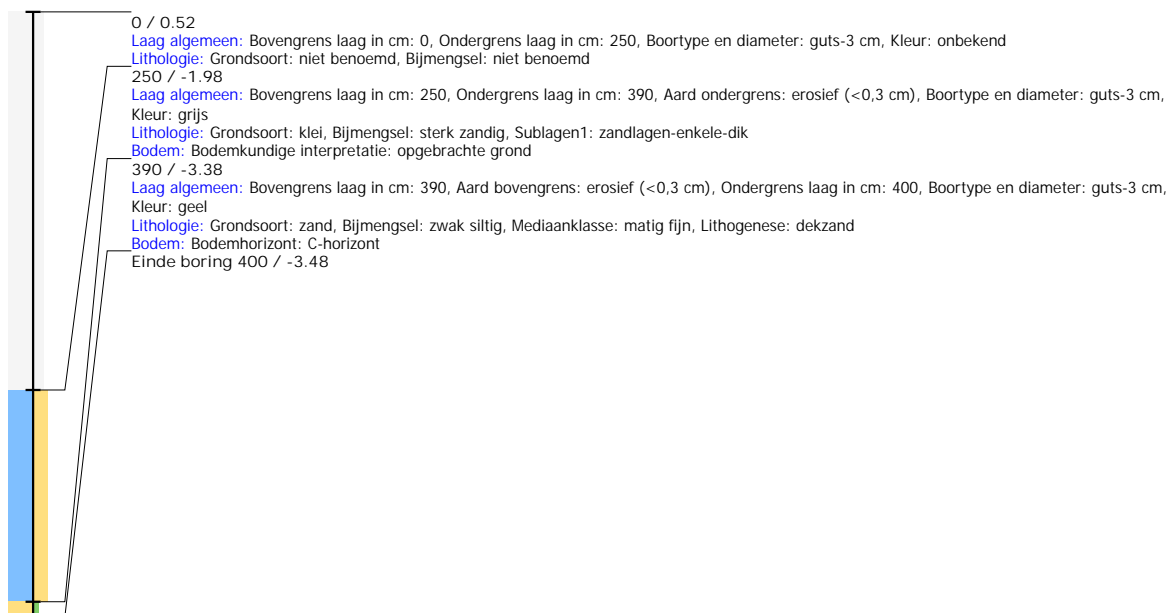 0 / 0.52
Laag algemeen: Bovengrens laag in cm: 0, Ondergrens laag in cm: 250, Boortype en diameter: guts-3 cm, Kleur: onbekend
Lithologie: Grondsoort: niet benoemd, Bijmengsel: niet benoemd
250 / -1.98
Laag algemeen: Bovengrens laag in cm: 250, Ondergrens laag in cm: 390, Aard ondergrens: erosief (<0,3 cm), Boortype en diameter: guts-3 cm,
Kleur: grijs
Lithologie: Grondsoort: klei, Bijmengsel: sterk zandig, Sublagen1: zandlagen-enkele-dik
Bodem: Bodemkundige interpretatie: opgebrachte grond
390 / -3.38
Laag algemeen: Bovengrens laag in cm: 390, Aard bovengrens: erosief (<0,3 cm), Ondergrens laag in cm: 400, Boortype en diameter: guts-3 cm,
Kleur: geel
Lithologie: Grondsoort: zand, Bijmengsel: zwak siltig, Mediaanklasse: matig fijn, Lithogenese: dekzand
Bodem: Bodemhorizont: C-horizont
Einde boring 400 / -3.48